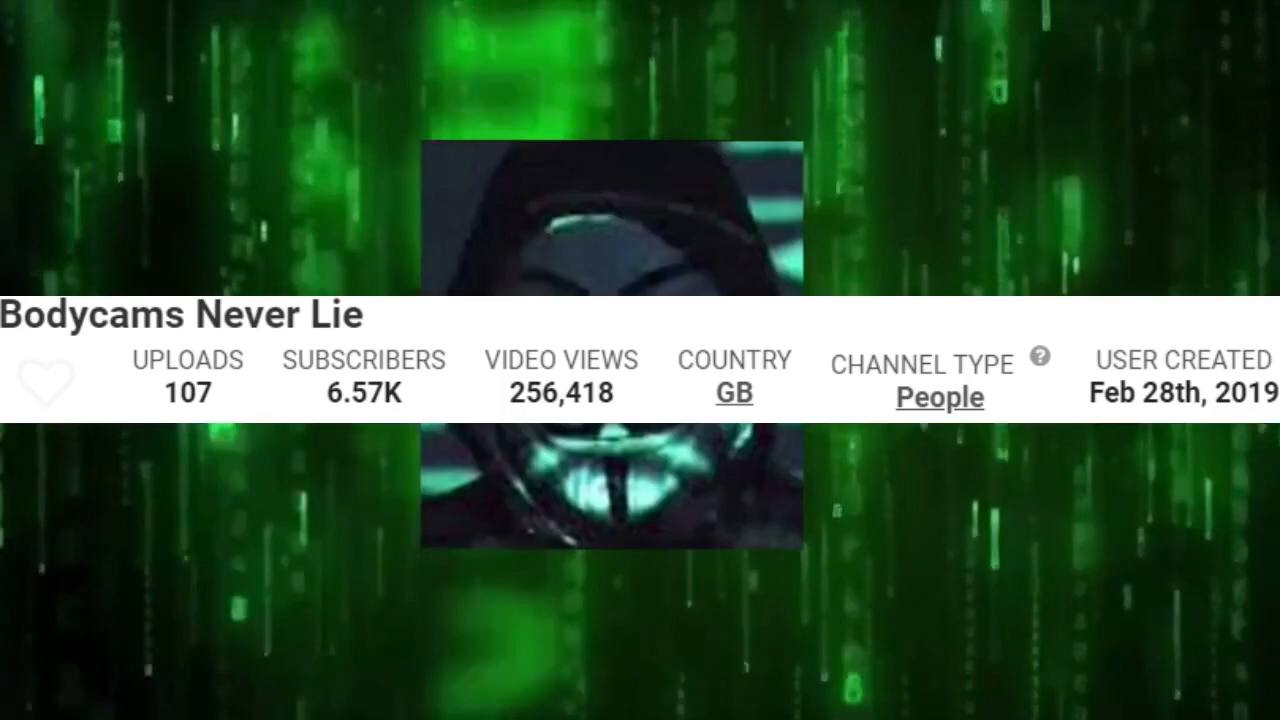 Bodycams Never Lie
UPLOADS SUBSCRIBERS VIDEO VIEWS COUNTRY CHANNEL TYPE ? USER CREATED
107 6.57K 256,418 GB People Feb 28th, 2019